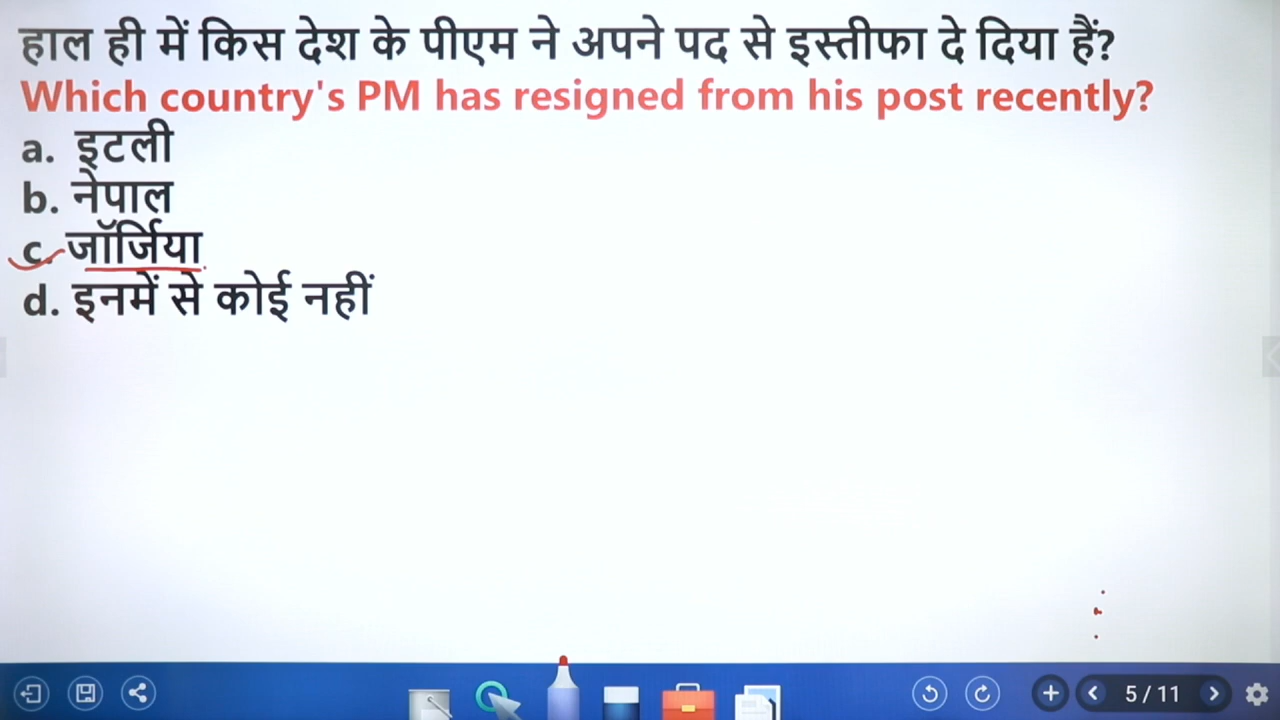 हाल ही में किस देश के पीएम ने अपने पद से इस्तीफा दे दिया हैं?
Which country's PM has resigned from his post recently?
a. इटली
b. नेपाल
c. जॉर्जिया
d. इनमें से कोई नहीं
5 / 11